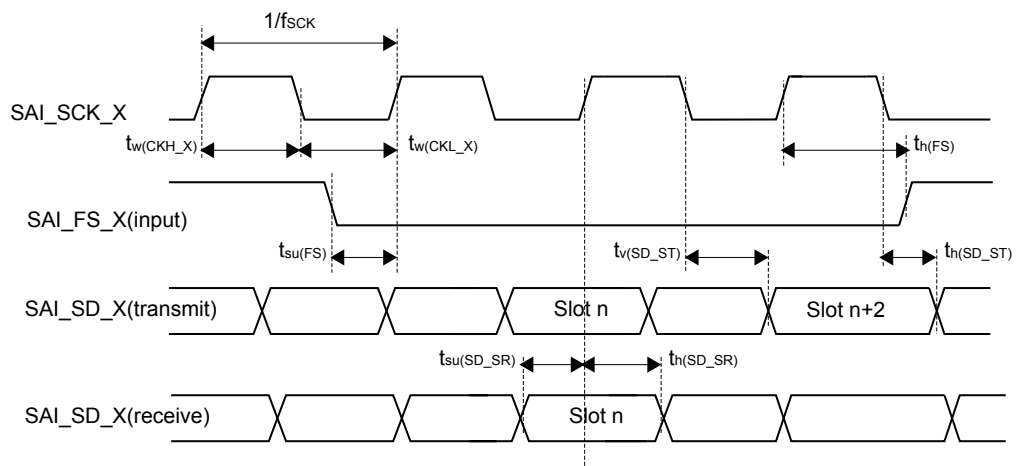 1/fSCK
SAI_SCK_X
tw(CKH_X)
tw(CKL_X)
th(FS)
SAI_FS_X(input)
tsu(FS)
tv(SD_ST)
th(SD_ST)
SAI_SD_X(transmit)
Slot n
Slot n+2
tsu(SD_SR)
th(SD_SR)
SAI_SD_X(receive)
Slot n